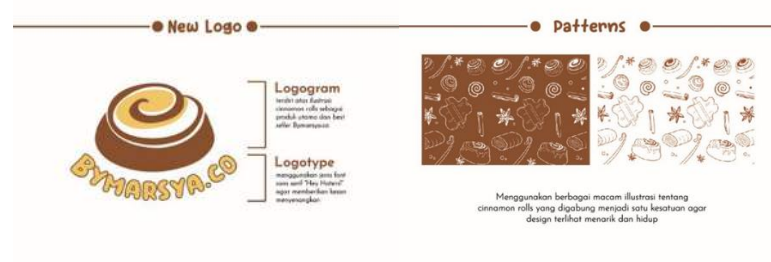 New Logo
Logogram
terdiri atas illustrasi
cinnamon rolls sebagai
produk utama dan best
seller Bymarsya.co
BYMARSYA.CO
Logotype
menggunakan jenis font
sans serif "Hey Haters!"
agar memberikan kesan
menyenangkan
Patterns
Menggunakan berbagai macam illustrasi tentang
cinnamon rolls yang digabung menjadi satu kesatuan agar
design terlihat menarik dan hidup